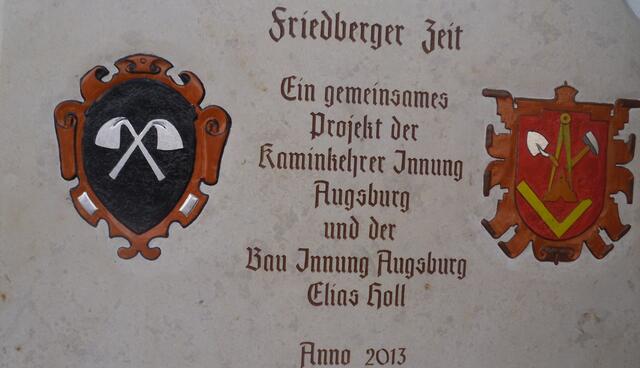 Friedberger Zeit
Ein gemeinsames
Projekt der
Kaminkehrer Innung
Augsburg
und der
Bau Innung Augsburg
Elias Holl
Anno 2013